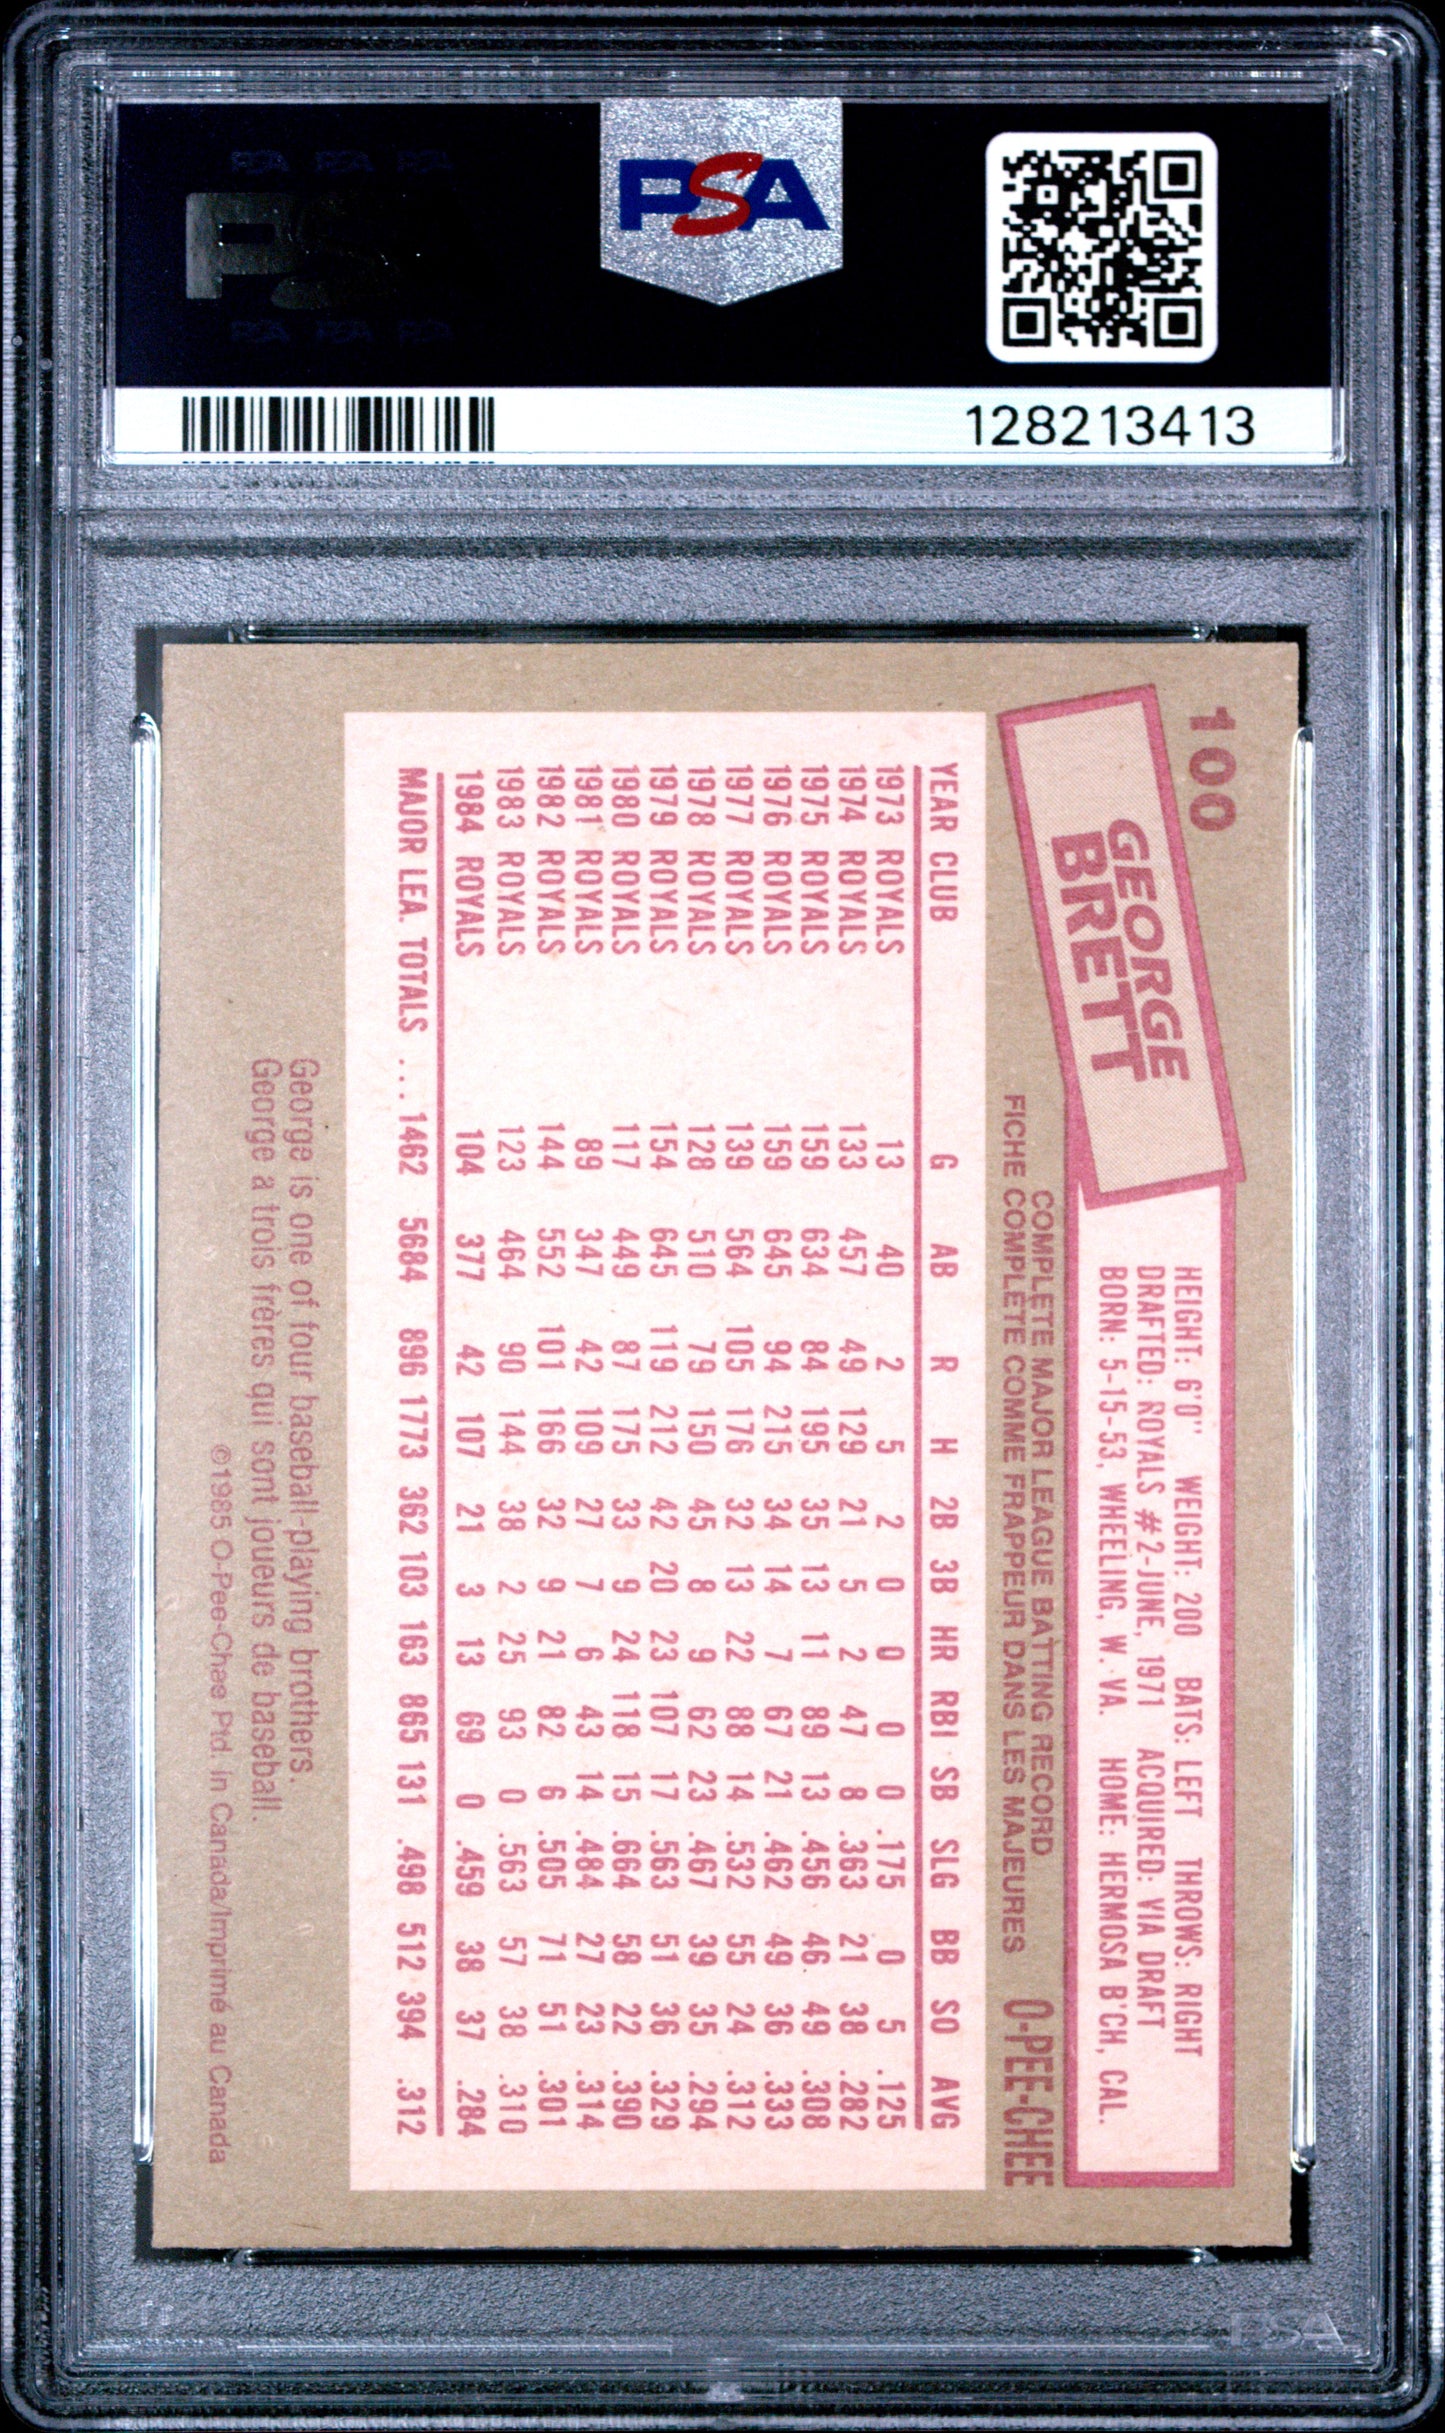 PSA PSA PSA
PSA
PSA PSA PSA
PSA
128213413
100
GEORGE
BRETT
HEIGHT: 6'0" WEIGHT: 200 BATS: LEFT THROWS: RIGHT
DRAFTED: ROYALS #2-JUNE, 1971 ACQUIRED: VIA DRAFT
BORN: 5-15-53, WHEELING, W. VA. HOME: HERMOSA B'CH, CAL.
COMPLETE MAJOR LEAGUE BATTING RECORD
FICHE COMPLÈTE COMME FRAPPEUR DANS LES MAJEURES O-PEE-CHEE
YEAR CLUB G AB R H 2B 3B HR RBI SB SLG BB SO AVG
1973 ROYALS 13 40 2 5 2 0 0 0 0 .175 0 5 .125
1974 ROYALS 133 457 49 129 21 5 2 47 8 .363 21 38 .282
1975 ROYALS 159 634 84 195 35 13 11 89 13 .456 46 49 .308
1976 ROYALS 159 645 94 215 34 14 7 67 21 .462 49 36 .333
1977 ROYALS 139 564 105 176 32 13 22 88 14 .532 55 24 .312
1978 ROYALS 128 510 79 150 45 8 9 62 23 .467 39 35 .294
1979 ROYALS 154 645 119 212 42 20 23 107 17 .563 51 36 .329
1980 ROYALS 117 449 87 175 33 9 24 118 15 .664 58 22 .390
1981 ROYALS 89 347 42 109 27 7 6 43 14 .484 27 23 .314
1982 ROYALS 144 552 101 166 32 9 21 82 6 .505 71 51 .301
1983 ROYALS 123 464 90 144 38 2 25 93 0 .563 57 38 .310
1984 ROYALS 104 377 42 107 21 3 13 69 0 .459 38 37 .284
MAJOR LEA. TOTALS ... 1462 5684 896 1773 362 103 163 865 131 .498 512 394 .312
George is one of four baseball-playing brothers.
George a trois frères qui sont joueurs de baseball.
©1985 O-Pee-Chee Ptd. in Canada/Imprimé au Canada
PSA